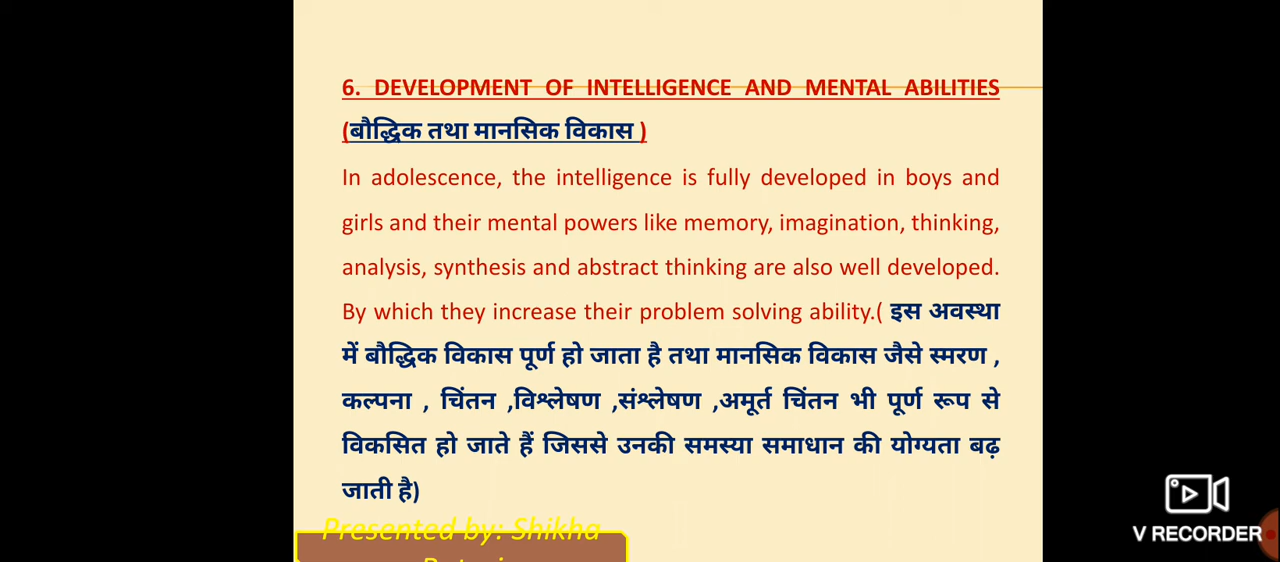 6. DEVELOPMENT OF INTELLIGENCE AND MENTAL ABILITIES
(बौद्धिक तथा मानसिक विकास )
In adolescence, the intelligence is fully developed in boys and
girls and their mental powers like memory, imagination, thinking,
analysis, synthesis and abstract thinking are also well developed.
By which they increase their problem solving ability.( इस अवस्था
में बौद्धिक विकास पूर्ण हो जाता है तथा मानसिक विकास जैसे स्मरण ,
कल्पना , चिंतन ,विश्लेषण ,संश्लेषण ,अमूर्त चिंतन भी पूर्ण रूप से
विकसित हो जाते हैं जिससे उनकी समस्या समाधान की योग्यता बढ़
जाती है)
Presented by: Shikha
V RECORDER